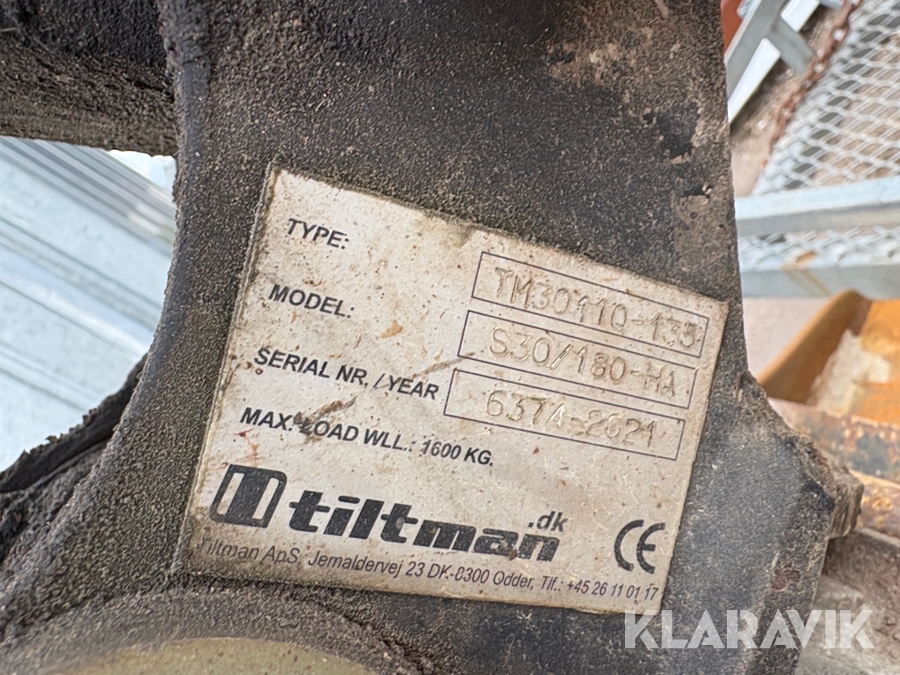 TYPE: TM30110-135
MODEL: S30/180-HA
SERIAL NR. / YEAR 6374-2021
MAX. LOAD WLL.: 1600 KG.
tiltman.dk
CE
Tiltman ApS, Jernaldervej 23 DK-8300 Odder, Tlf.: +45 26 11 01 17
KLARAVIK